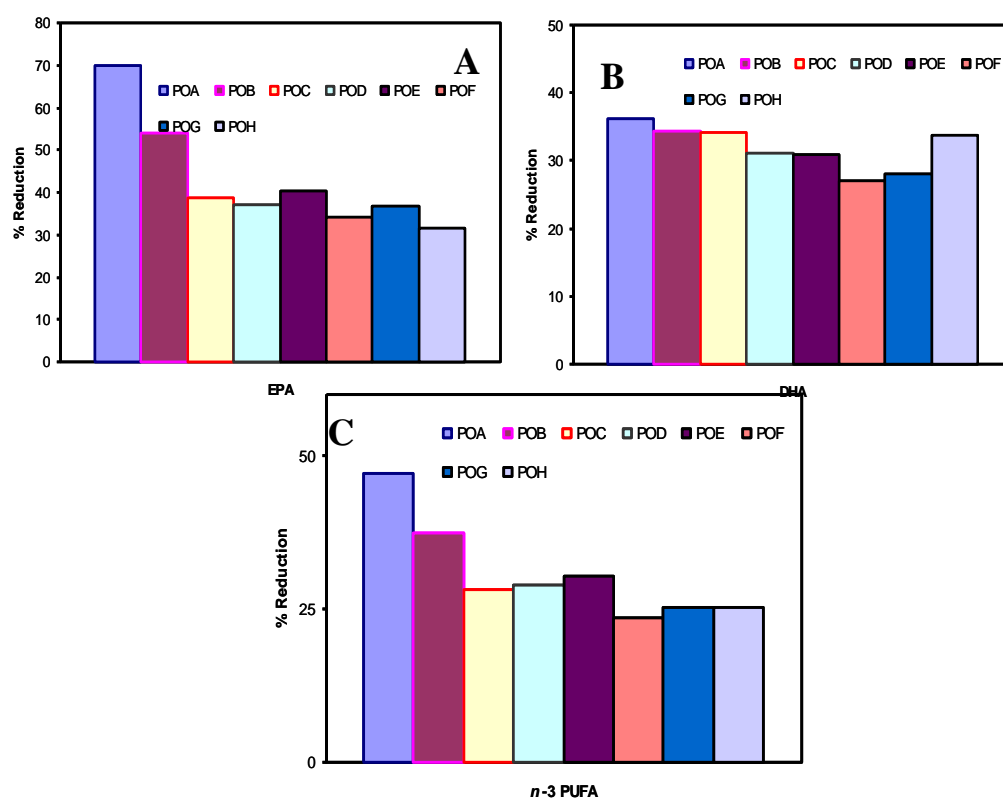 80
70
60
50
40
30
20
10
0
% Reduction
A
POA POB POC POD POE POF
POG POH
EPA
50
40
30
20
10
0
% Reduction
B
POA POB POC POD POE POF
POG POH
DHA
50
25
0
% Reduction
C
POA POB POC POD POE POF
POG POH
n-3 PUFA